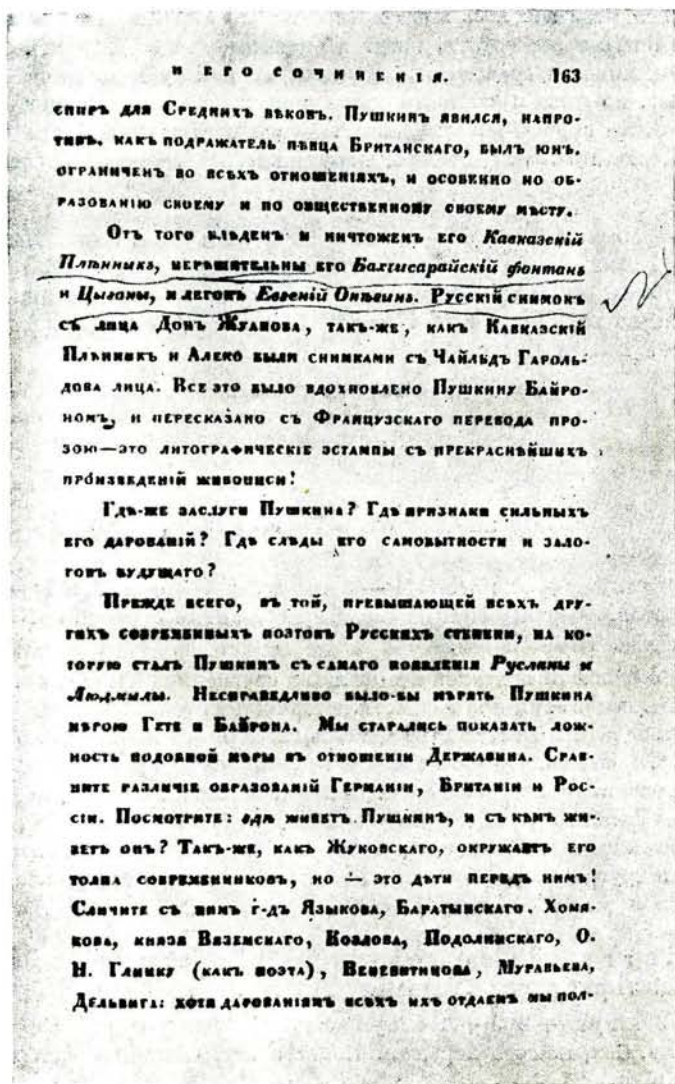 И ЕГО СОЧИНЕНІЯ. 163
спиръ для Среднихъ вѣковъ. Пушкинъ явился, напро-
тивъ, какъ подражатель пѣвца Британскаго, былъ юнъ,
ограниченъ во всѣхъ отношеніяхъ, и особенно по об-
разованію своему и по общественному своему мѣсту.
Отъ того блѣденъ и ничтоженъ его Кавказскій
Плѣнникъ, нерѣшительны его Бахчисарайскій фонтанъ
и Цыганы, и легокъ Евгеній Онѣгинъ. Русскій снимокъ
съ лица Донъ Жуанова, такъ-же, какъ Кавказскій
Плѣнникъ и Алеко были снимками съ Чайльдъ Гароль-
дова лица. Все это было вдохновлено Пушкину Байро-
номъ, и пересказано съ Французскаго перевода про-
зою—это литографическіе эстампы съ прекраснѣйшихъ
произведеній живописи!
Гдѣ-же заслуги Пушкина? Гдѣ признаки сильныхъ
его дарованій? Гдѣ слѣды его самобытности и зало-
говъ будущаго?
Прежде всего, въ той, превышающей всѣхъ дру-
гихъ современныхъ поэтовъ Русскихъ степени, на ко-
торую сталъ Пушкинъ съ самаго появленія Руслана и
Людмилы. Несправедливо было-бы мѣрять Пушкина
мѣрою Гете и Байрона. Мы старались показать лож-
ность подобной мѣры въ отношеніи Державина. Срав-
ните различіе образованій Германіи, Британіи и Рос-
сіи. Посмотрите: гдѣ живетъ Пушкинъ, и съ кѣмъ жи-
ветъ онъ? Такъ-же, какъ Жуковскаго, окружаетъ его
толпа современниковъ, но — это дѣти передъ нимъ!
Сличите съ нимъ г-дъ Языкова, Баратынскаго, Хомя-
кова, князя Вяземскаго, Козлова, Подолинскаго, Ѳ.
Н. Глинку (какъ поэта), Веневитинова, Муравьева,
Дельвига: хотя дарованіямъ всѣхъ ихъ отдаемъ мы пол-